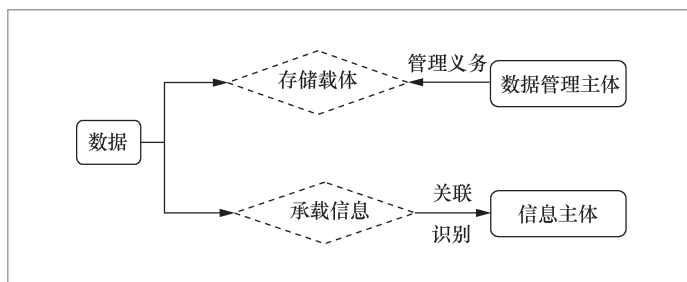 存储载体
管理义务
数据管理主体
数据
承载信息
关联
识别
信息主体